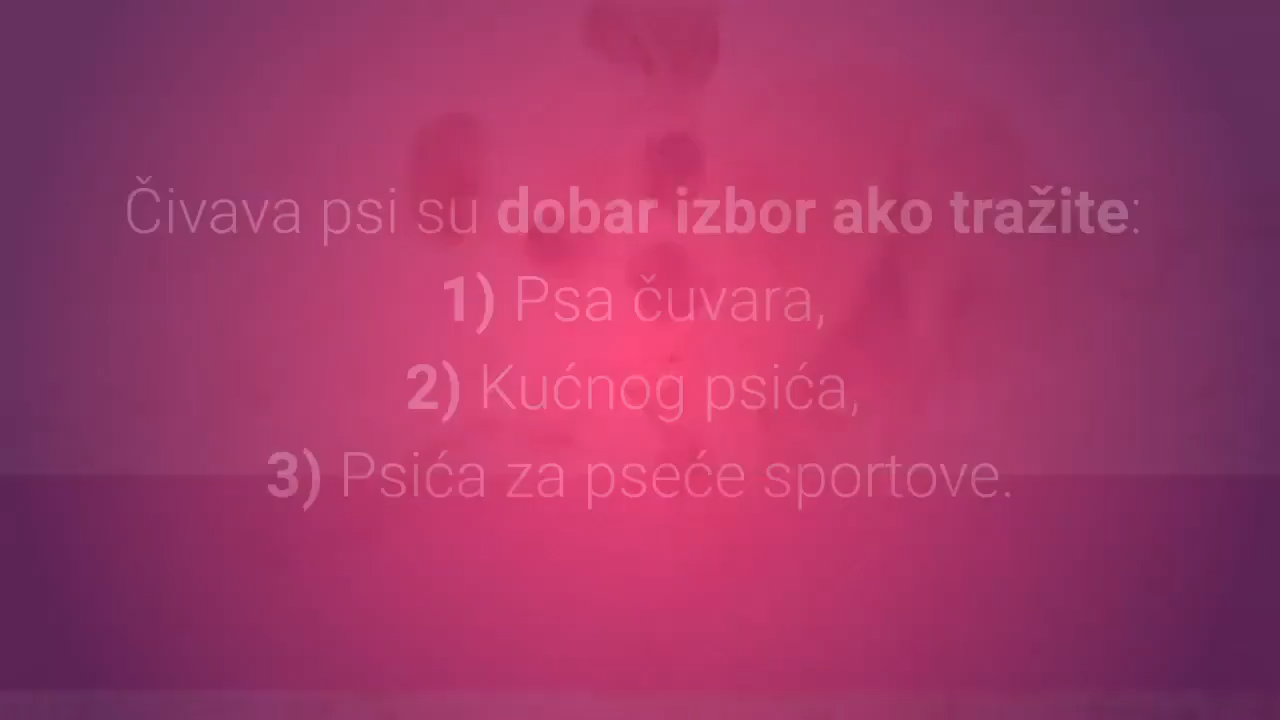 Čivava psi su dobar izbor ako tražite:
1) Psa čuvara,
2) Kućnog psića,
3) Psića za pseće sportove.